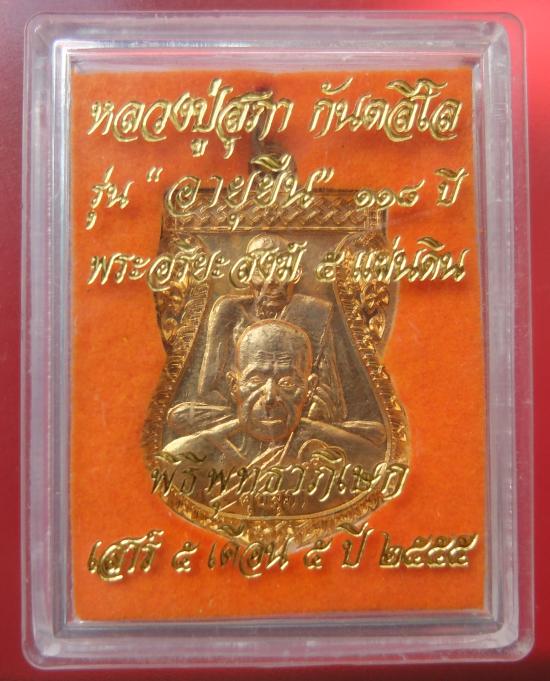 หลวงปู่สุภา กันตสีโล
รุ่น "อายุยืน" ๑๑๘ ปี
พระอริยะสงฆ์ ๕ แผ่นดิน
พิธีพุทธาภิเษก
เสาร์ ๕ เดือน ๕ ปี ๒๕๕๕